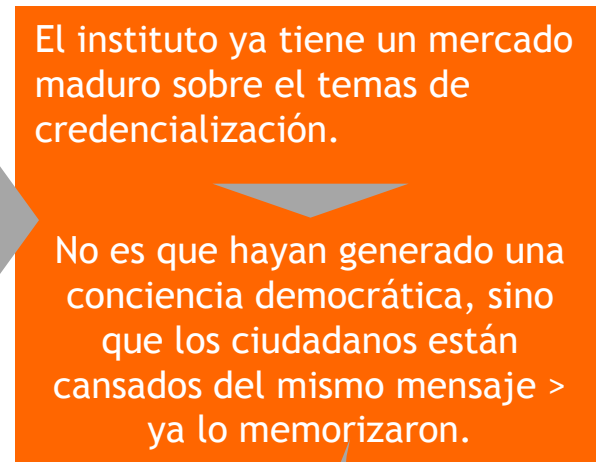 El instituto ya tiene un mercado
maduro sobre el temas de
credencialización.
No es que hayan generado una
conciencia democrática, sino
que los ciudadanos están
cansados del mismo mensaje >
ya lo memorizaron.